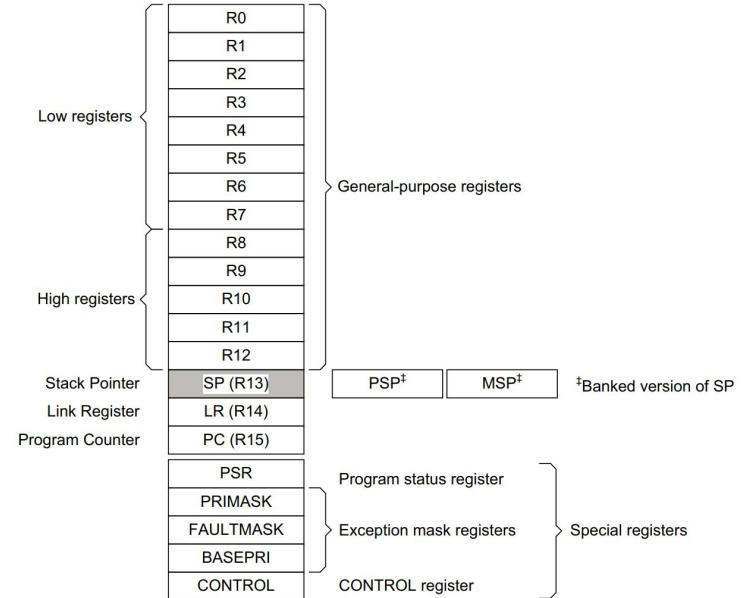 R0
R1
R2
R3
Low registers
R4
R5
R6
General-purpose registers
R7
R8
R9
High registers
R10
R11
R12
Stack Pointer SP (R13) PSP‡ MSP‡ ‡Banked version of SP
Link Register LR (R14)
Program Counter PC (R15)
PSR Program status register
PRIMASK
FAULTMASK Exception mask registers Special registers
BASEPRI
CONTROL CONTROL register